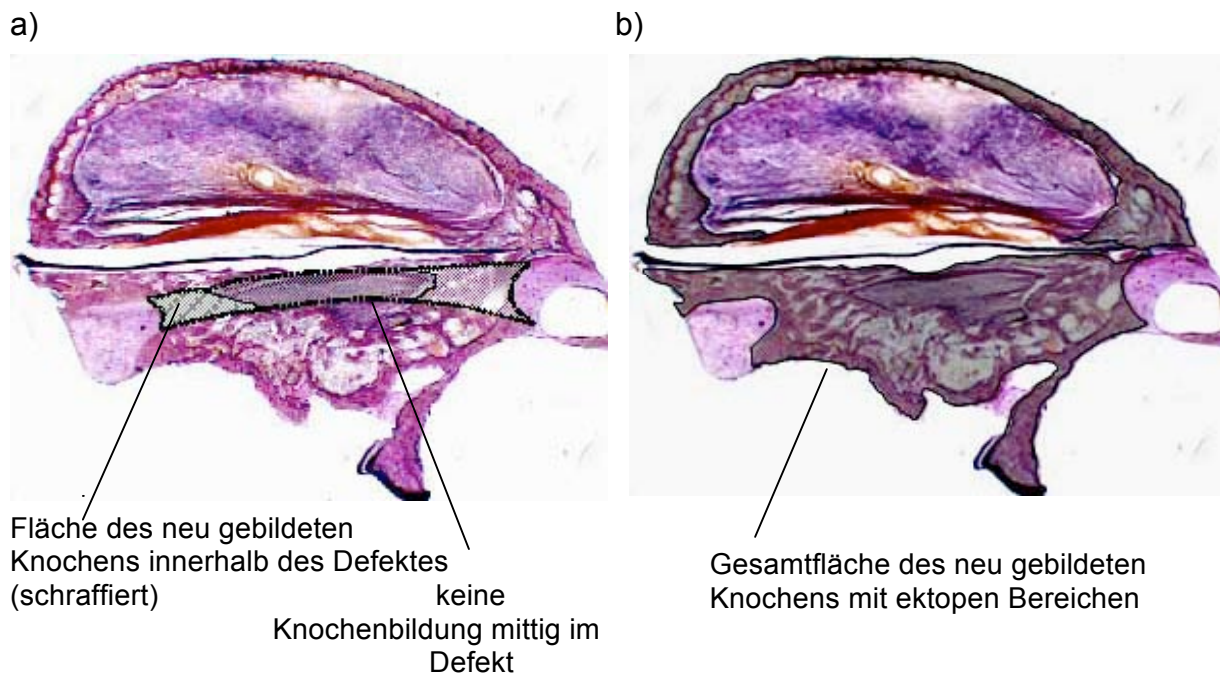 a)
b)
Fläche des neu gebildeten
Knochens innerhalb des Defektes
(schraffiert)
keine
Knochenbildung mittig im
Defekt
Gesamtfläche des neu gebildeten
Knochens mit ektopen Bereichen